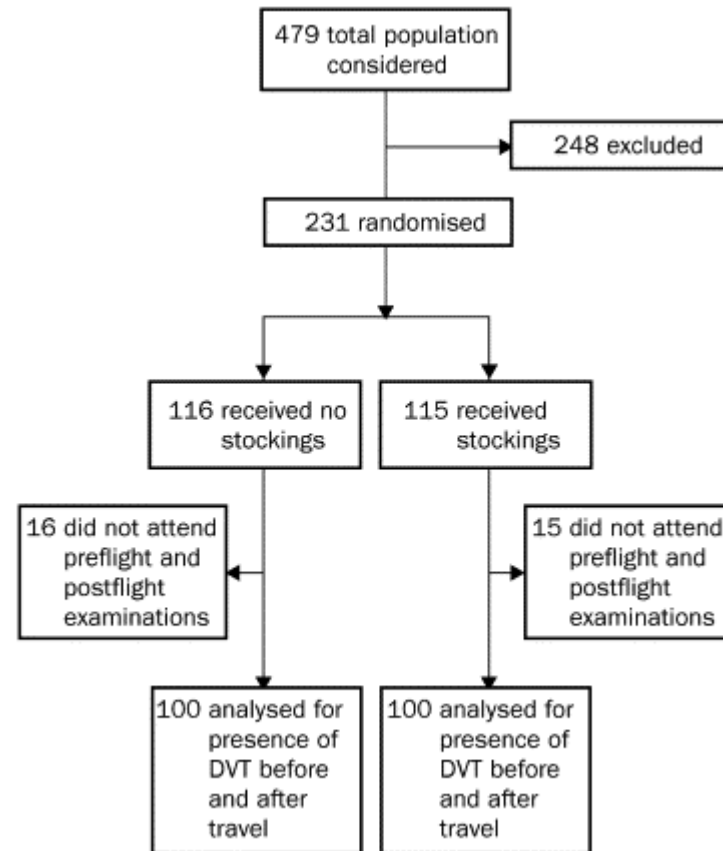 479 total population
considered
248 excluded
231 randomised
116 received no
stockings
115 received
stockings
16 did not attend
preflight and
postflight
examinations
15 did not attend
preflight and
postflight
examinations
100 analysed for
presence of
DVT before
and after
travel
100 analysed for
presence of
DVT before
and after
travel